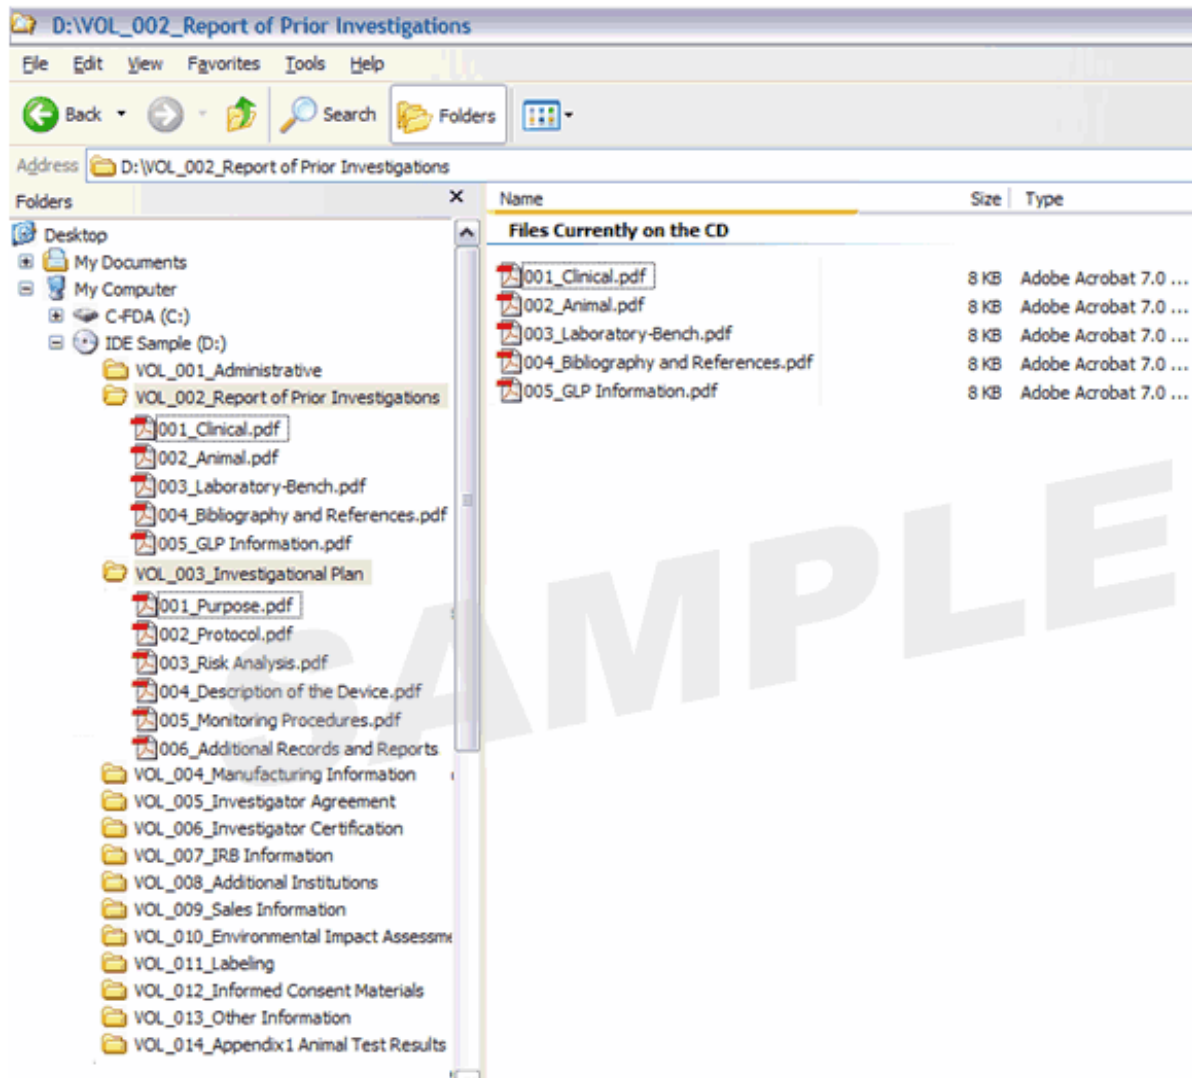 D:\VOL_002_Report of Prior Investigations
File Edit View Favorites Tools Help
Back Search Folders
Address D:\VOL_002_Report of Prior Investigations
Folders
Desktop
My Documents
My Computer
C-FDA (C:)
IDE Sample (D:)
VOL_001_Administrative
VOL_002_Report of Prior Investigations
001_Clinical.pdf
002_Animal.pdf
003_Laboratory-Bench.pdf
004_Bibliography and References.pdf
005_GLP Information.pdf
VOL_003_Investigational Plan
001_Purpose.pdf
002_Protocol.pdf
003_Risk Analysis.pdf
004_Description of the Device.pdf
005_Monitoring Procedures.pdf
006_Additional Records and Reports
VOL_004_Manufacturing Information
VOL_005_Investigator Agreement
VOL_006_Investigator Certification
VOL_007_IRB Information
VOL_008_Additional Institutions
VOL_009_Sales Information
VOL_010_Environmental Impact Assessme
VOL_011_Labeling
VOL_012_Informed Consent Materials
VOL_013_Other Information
VOL_014_Appendix1 Animal Test Results
Name Size Type
Files Currently on the CD
001_Clinical.pdf 8 KB Adobe Acrobat 7.0 ...
002_Animal.pdf 8 KB Adobe Acrobat 7.0 ...
003_Laboratory-Bench.pdf 8 KB Adobe Acrobat 7.0 ...
004_Bibliography and References.pdf 8 KB Adobe Acrobat 7.0 ...
005_GLP Information.pdf 8 KB Adobe Acrobat 7.0 ...
SAMPLE